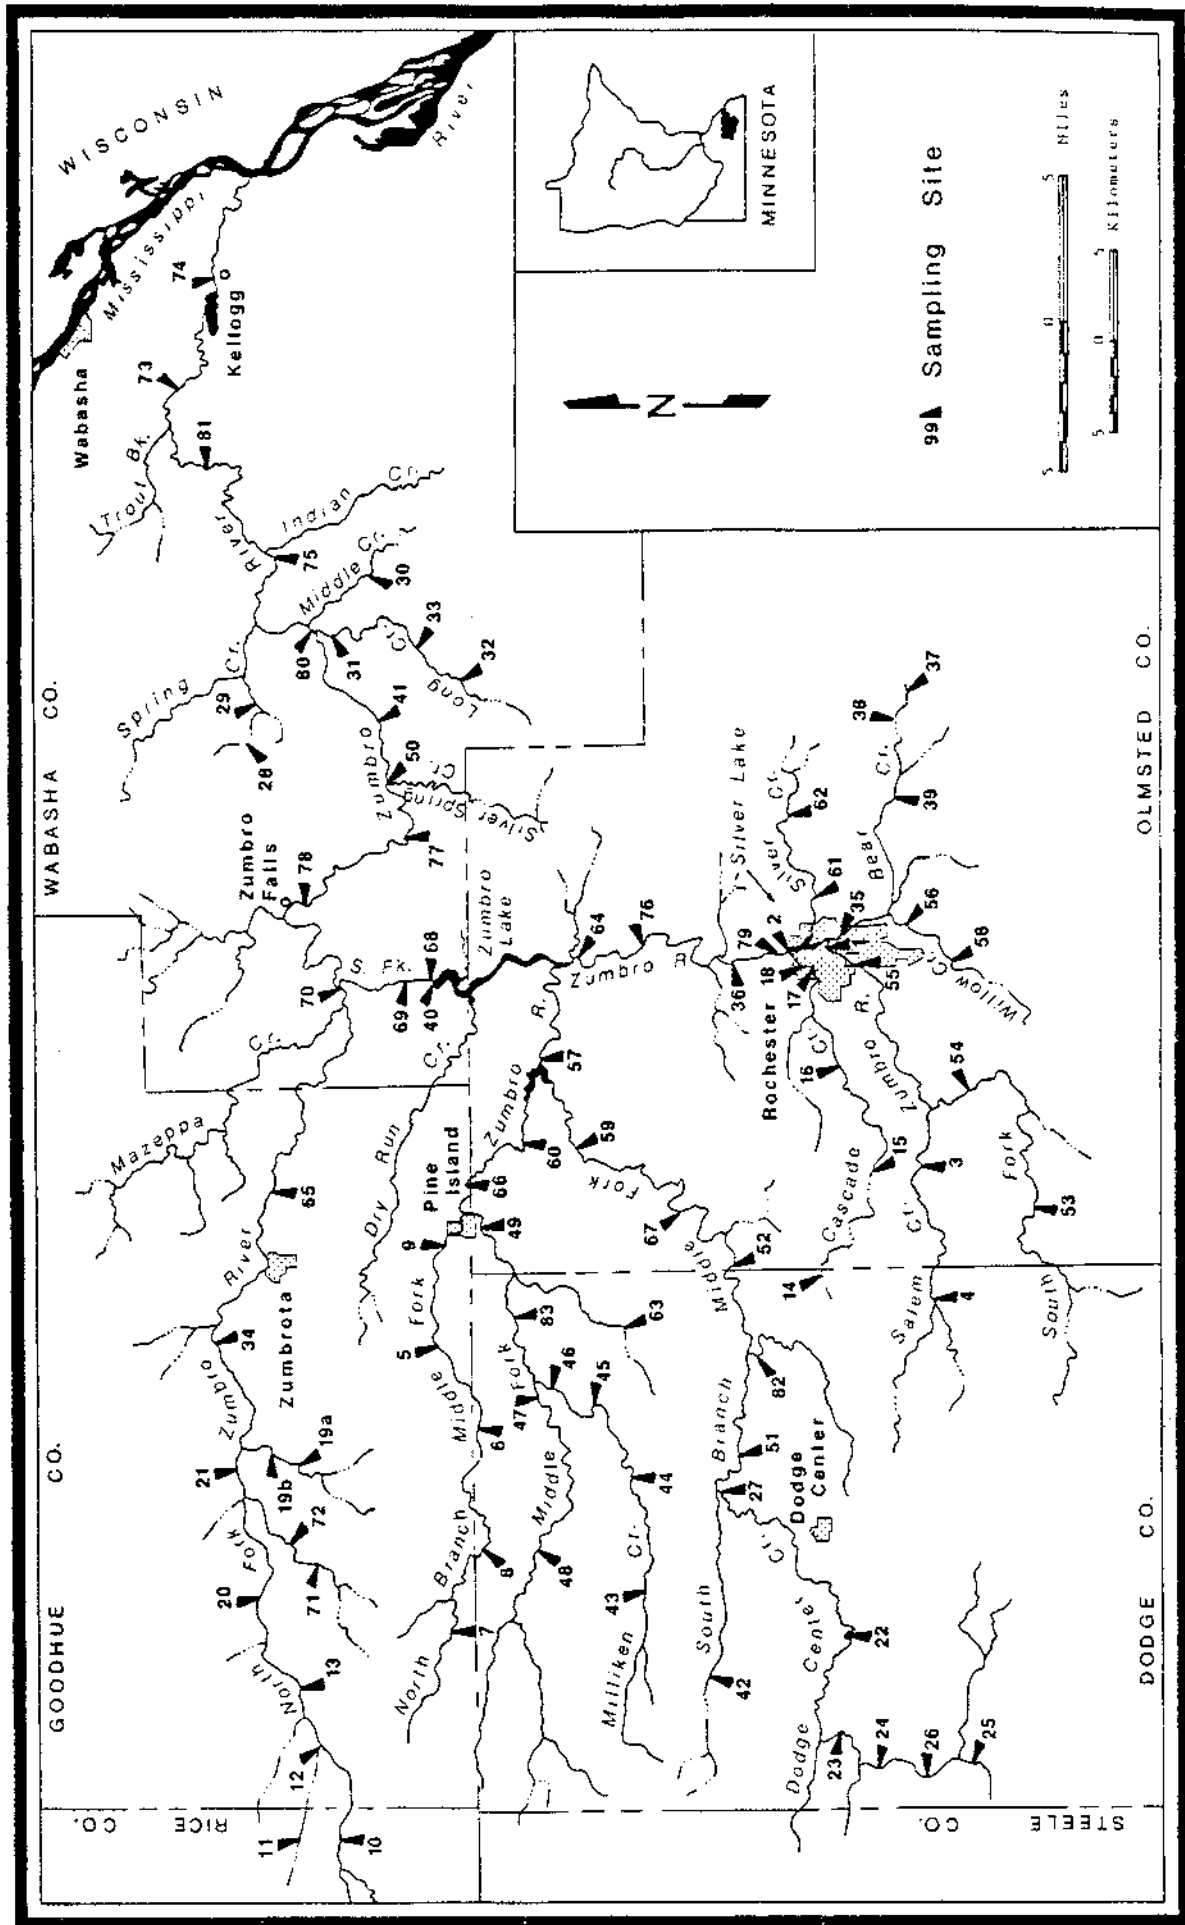 GOODHUE CO.
WABASHA CO.
WISCONSIN
Mississippi
River
Wabasha
Kellogg
74
73
Trout Bk.
81
River
Indian Cr.
75
Middle Cr.
30
80
31
33
32
Long Cr.
Spring Cr.
29
28
41
Zumbro
50
Silver Spring Cr.
77
Zumbro
Falls
78
S. Fk.
68
69
40
70
Zumbro
Lake
Mazeppa Cr.
65
River
Zumbrota
34
Zumbro
21
19b
19a
72
71
Fork
20
North
13
12
11
10
RICE CO.
Dry Run Cr.
Pine
Island
9
66
49
5
Fork
Middle
6
Branch
8
7
North
Zumbro R.
57
60
59
Fork
67
Middle
52
64
76
Zumbro R.
83
Fork
46
47
45
Middle
48
44
Milliken Cr.
43
63
Branch
82
51
27
South
42
Dodge
Center
Dodge Center Cr.
22
23
24
26
25
STEELE CO.
DODGE CO.
36
79
2
Silver Lake
Rochester
18
17
1
55
35
61
Silver Cr.
62
Bear Cr.
39
38
37
56
58
Willow Cr.
Cascade Cr.
16
15
14
Zumbro R.
54
3
Salem Cr.
4
South Fork
53
OLMSTED CO.
MINNESOTA
N
99 Sampling Site
5 0 5
Miles
5 0 5
Kilometers